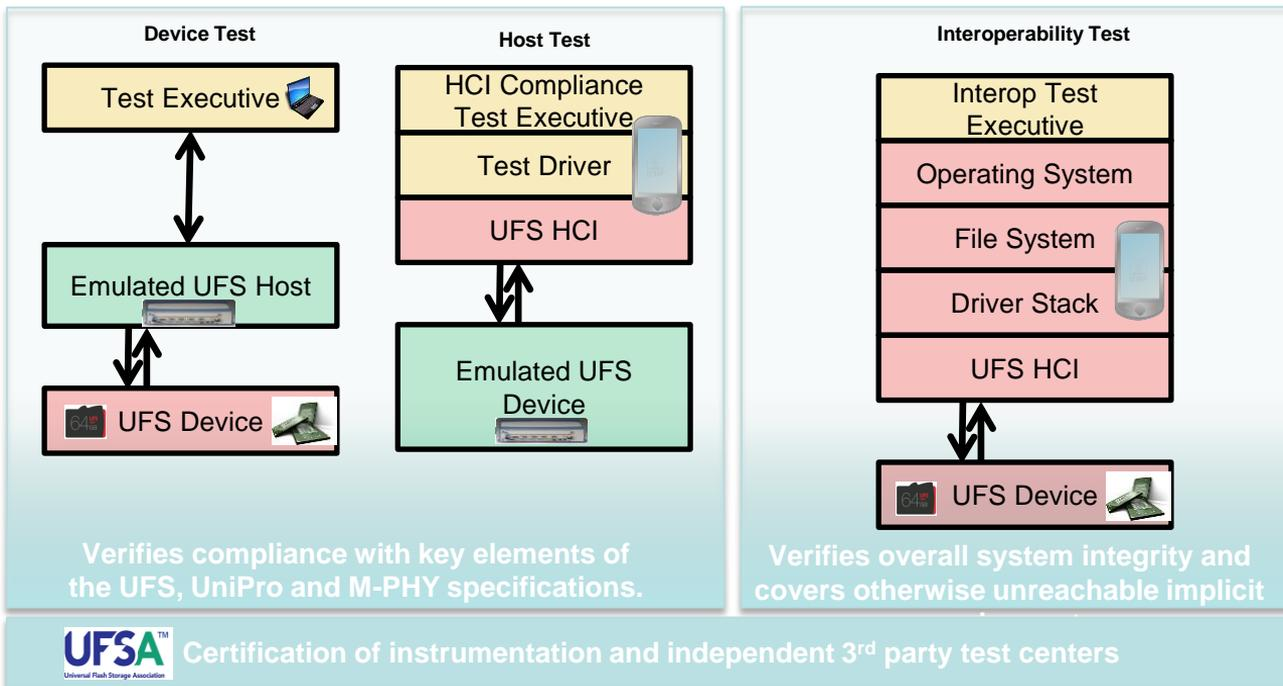 Device Test
Test Executive
Emulated UFS Host
64
UFS Device
Host Test
HCI Compliance
Test Executive
Test Driver
UFS HCI
Emulated UFS
Device
Verifies compliance with key elements of
the UFS, UniPro and M-PHY specifications.
Interoperability Test
Interop Test
Executive
Operating System
File System
Driver Stack
UFS HCI
64
UFS Device
Verifies overall system integrity and
covers otherwise unreachable implicit
UFSA™
Universal Flash Storage Association
Certification of instrumentation and independent 3rd party test centers